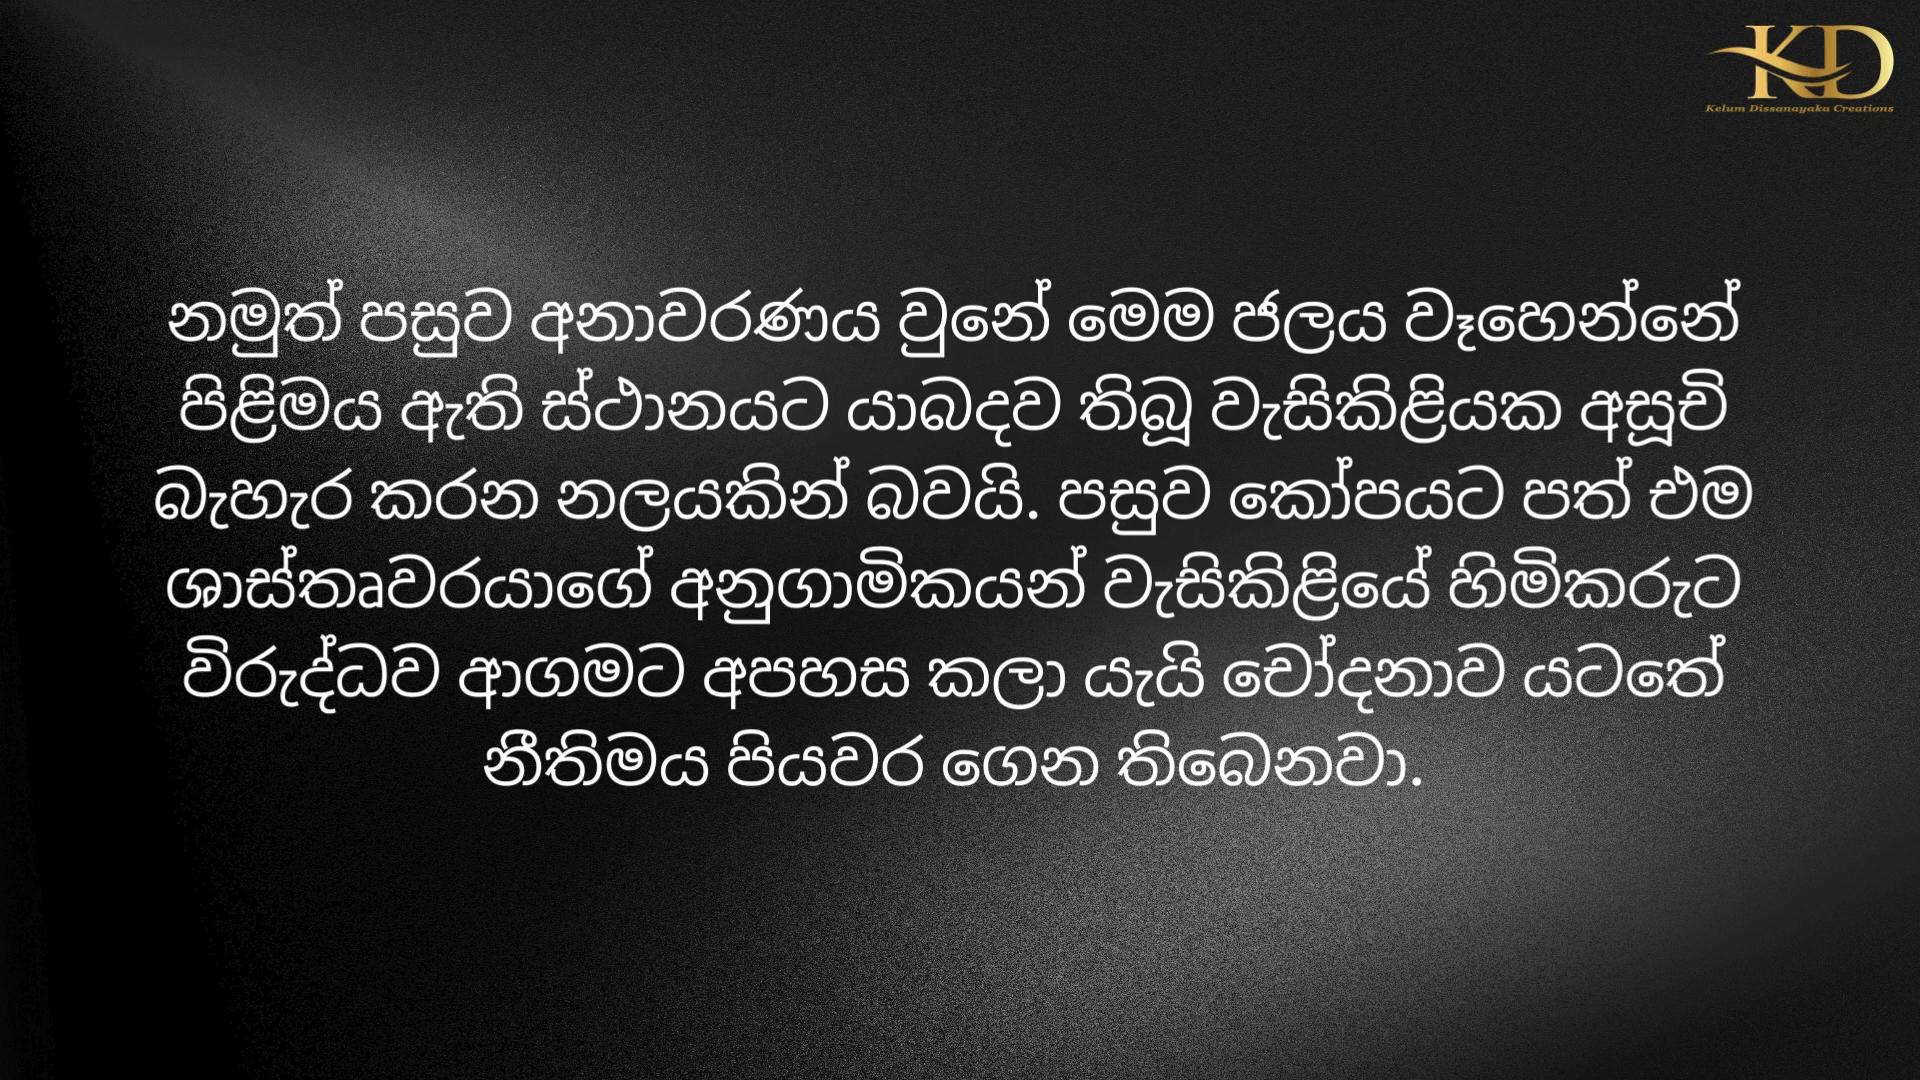 KD
Kelum Dissanayaka Creations
නමුත් පසුව අනාවරණය වුනේ මෙම ජලය වෑහෙන්නේ
පිළිමය ඇති ස්ථානයට යාබදව තිබූ වැසිකිළියක අසූචි
බැහැර කරන නලයකින් බවයි. පසුව කෝපයට පත් එම
ශාස්තෘවරයාගේ අනුගාමිකයන් වැසිකිළියේ හිමිකරුට
විරුද්ධව ආගමට අපහස කලා යැයි චෝදනාව යටතේ
නීතිමය පියවර ගෙන තිබෙනවා.